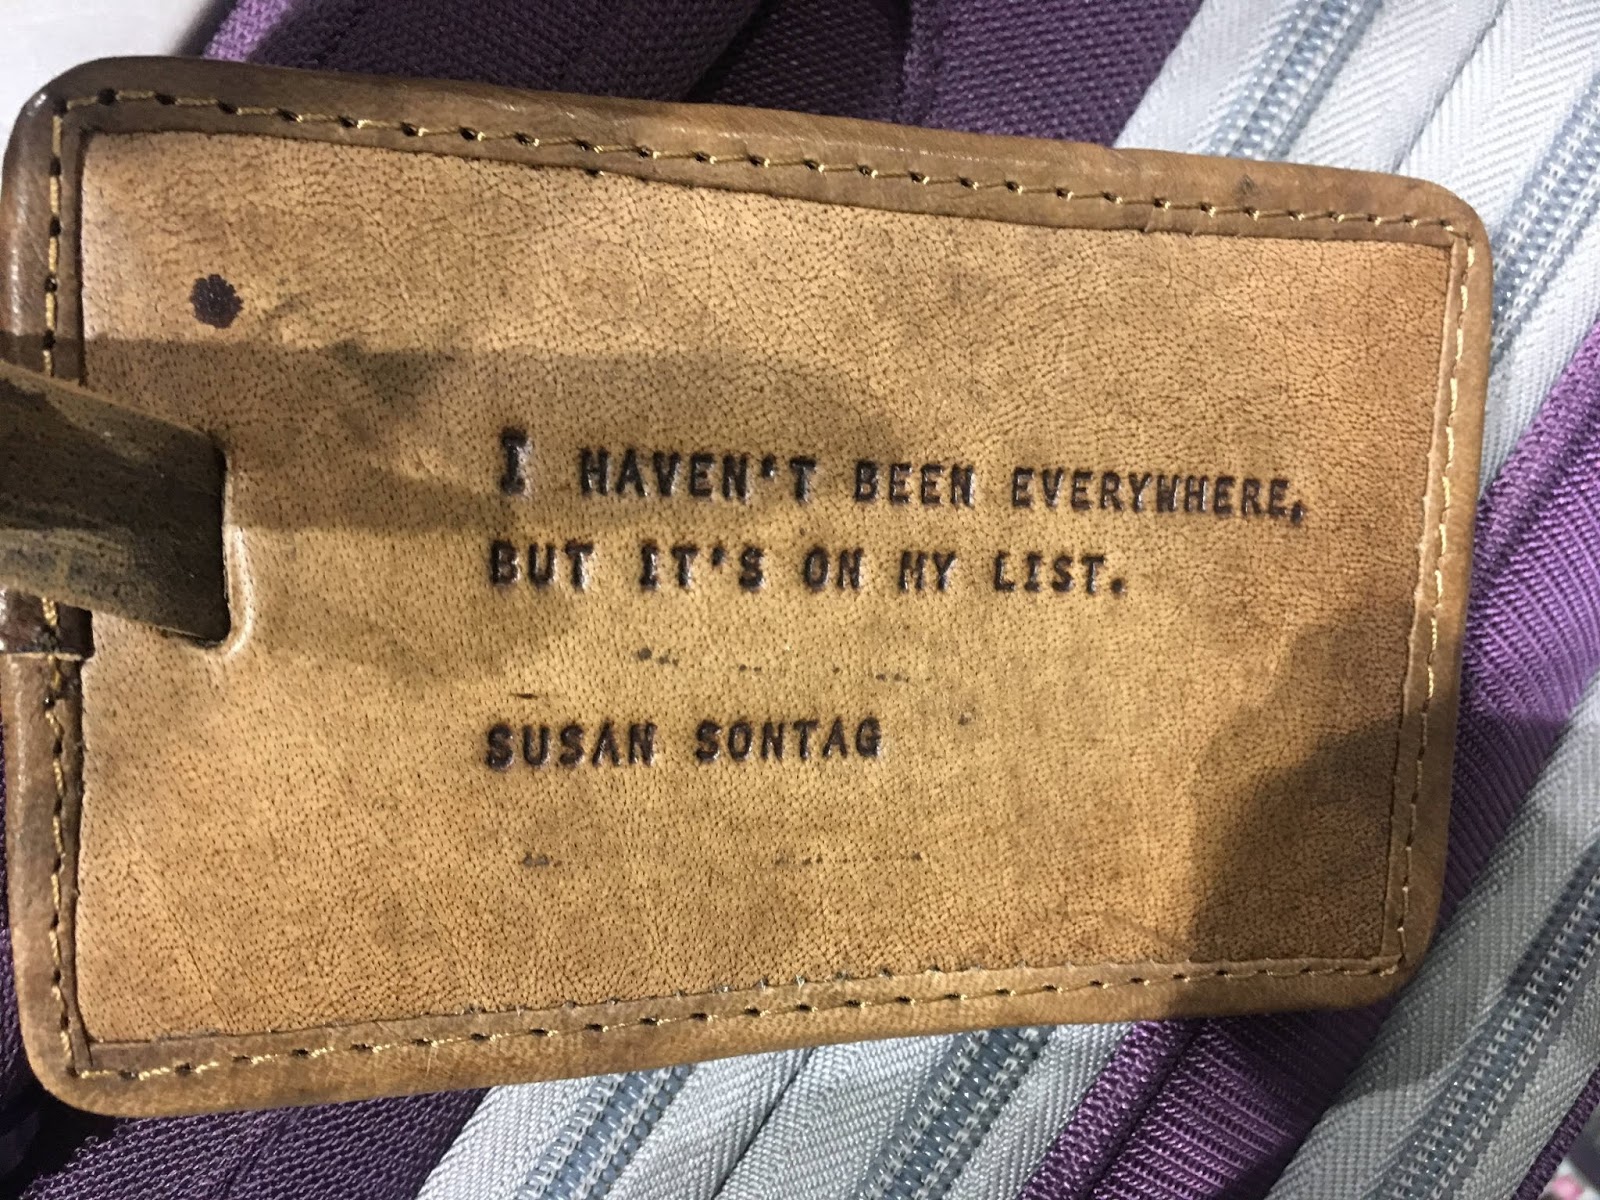 I HAVEN'T BEEN EVERYWHERE,
BUT IT'S ON MY LIST.
SUSAN SONTAG